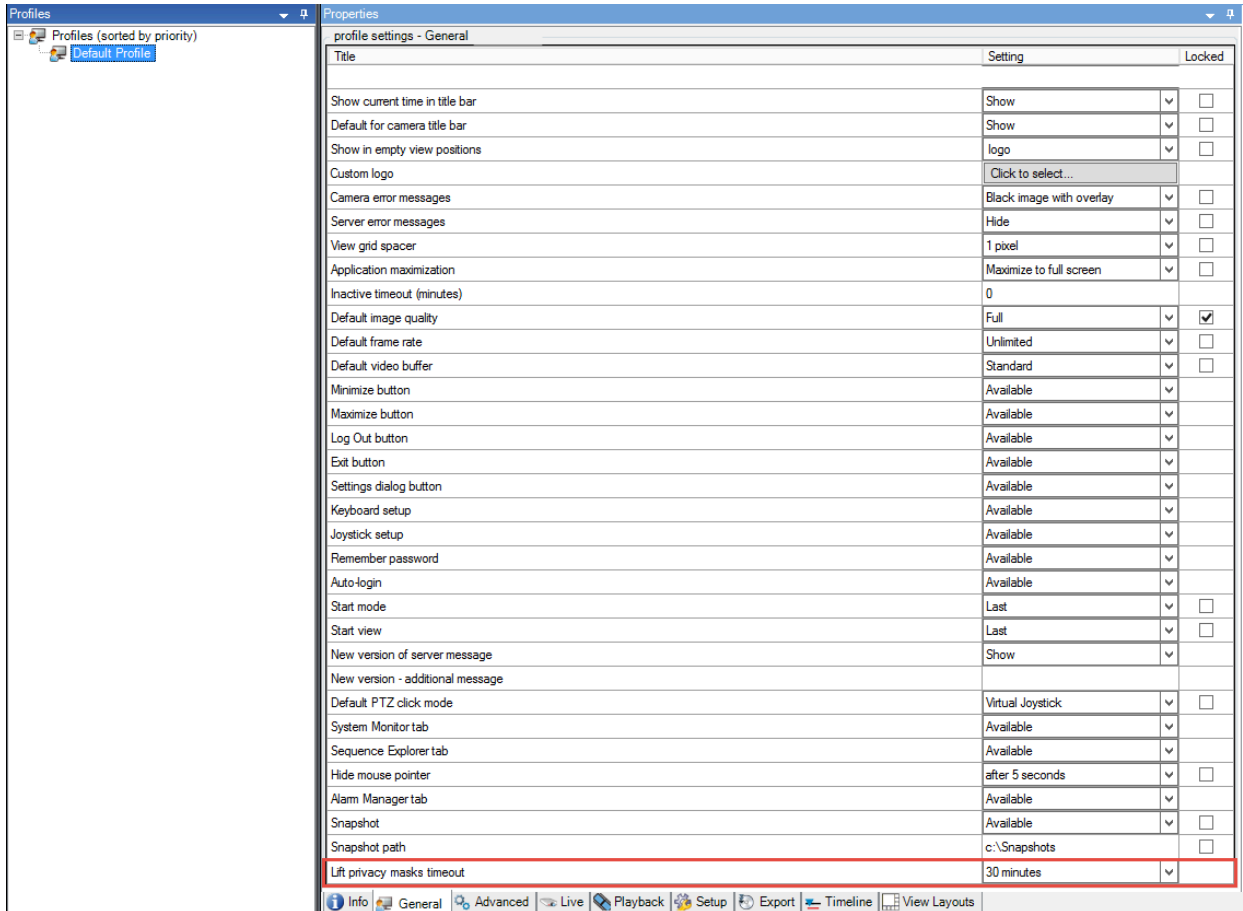 Profiles
Properties
Profiles (sorted by priority)
Default Profile
profile settings - General
Title Setting Locked
Show current time in title bar Show
Default for camera title bar Show
Show in empty view positions logo
Custom logo Click to select...
Camera error messages Black image with overlay
Server error messages Hide
View grid spacer 1 pixel
Application maximization Maximize to full screen
Inactive timeout (minutes) 0
Default image quality Full
Default frame rate Unlimited
Default video buffer Standard
Minimize button Available
Maximize button Available
Log Out button Available
Exit button Available
Settings dialog button Available
Keyboard setup Available
Joystick setup Available
Remember password Available
Auto-login Available
Start mode Last
Start view Last
New version of server message Show
New version - additional message
Default PTZ click mode Virtual Joystick
System Monitor tab Available
Sequence Explorer tab Available
Hide mouse pointer after 5 seconds
Alarm Manager tab Available
Snapshot Available
Snapshot path c:\Snapshots
Lift privacy masks timeout 30 minutes
Info General Advanced Live Playback Setup Export Timeline View Layouts